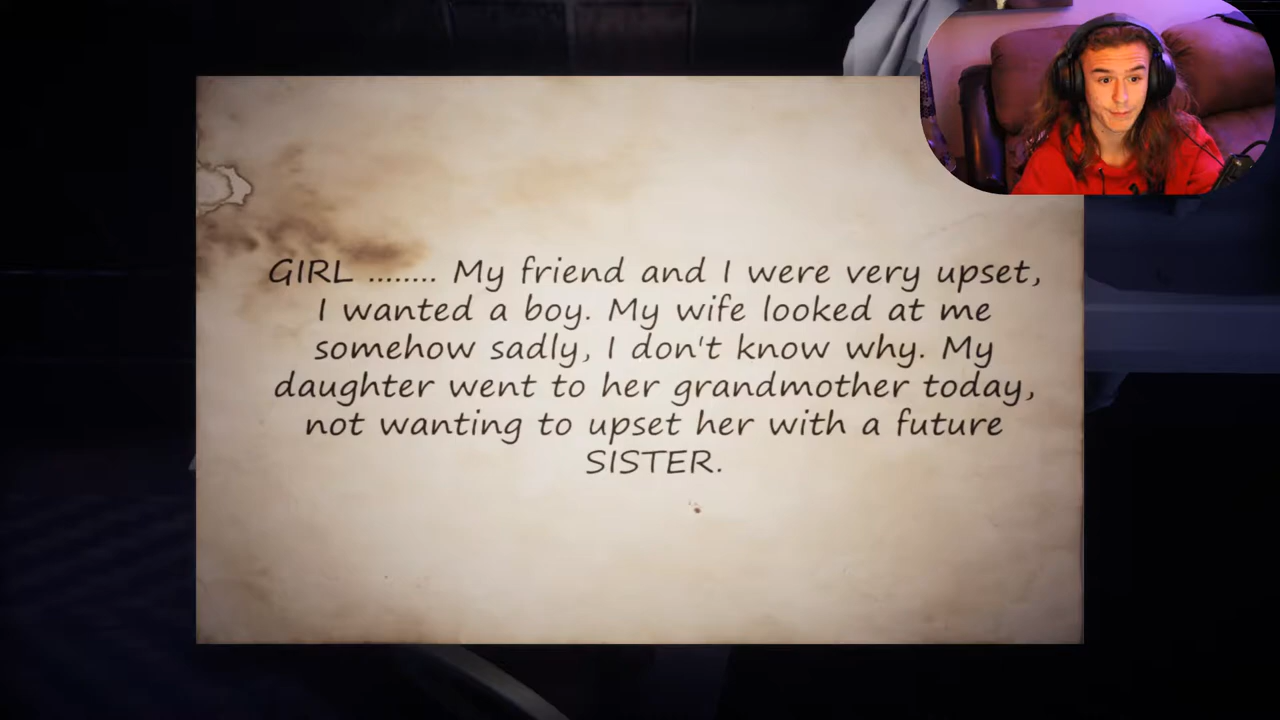 GIRL ........ My friend and I were very upset,
I wanted a boy. My wife looked at me
somehow sadly, I don't know why. My
daughter went to her grandmother today,
not wanting to upset her with a future
SISTER.